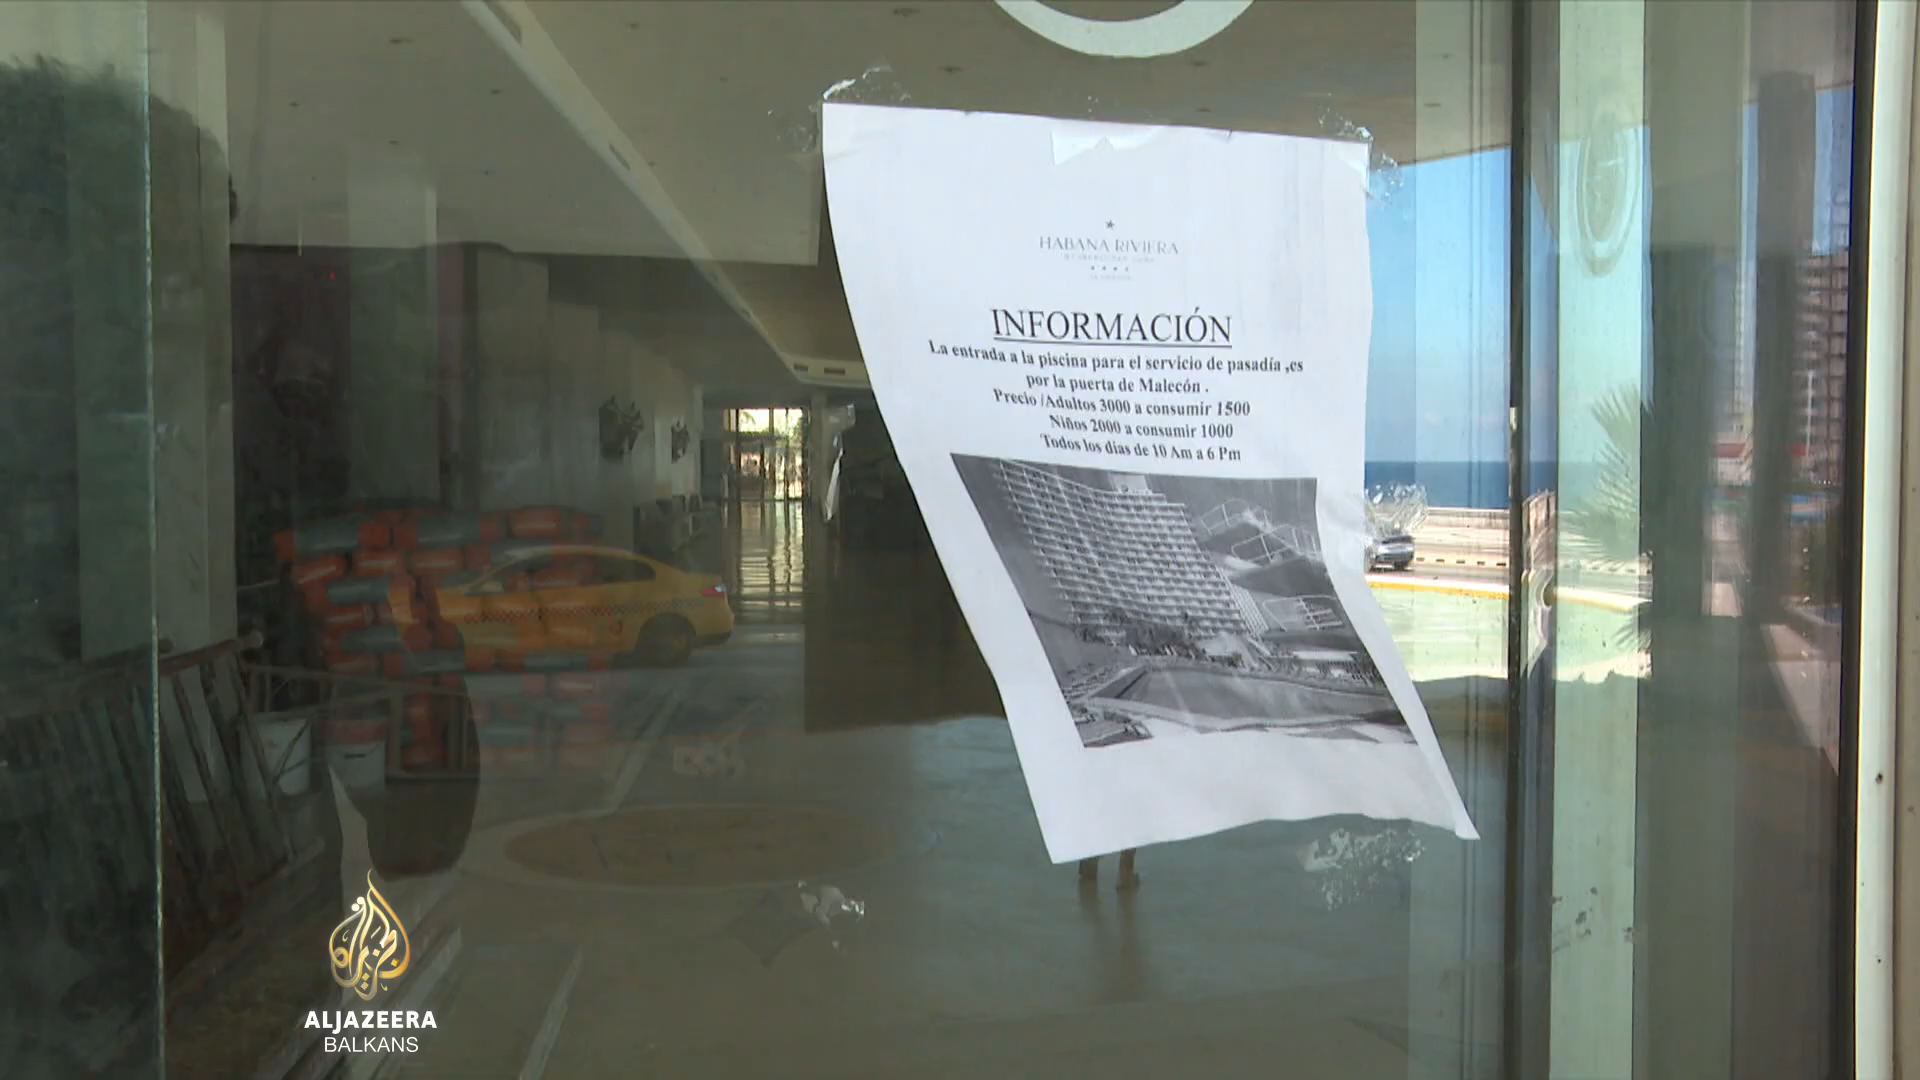 HABANA RIVIERA
INFORMACIÓN
La entrada a la piscina para el servicio de pasadía ,es
por la puerta de Malecón .
Precio /Adultos 3000 a consumir 1500
Niños 2000 a consumir 1000
Todos los dias de 10 Am a 6 Pm
ALJAZEERA
BALKANS